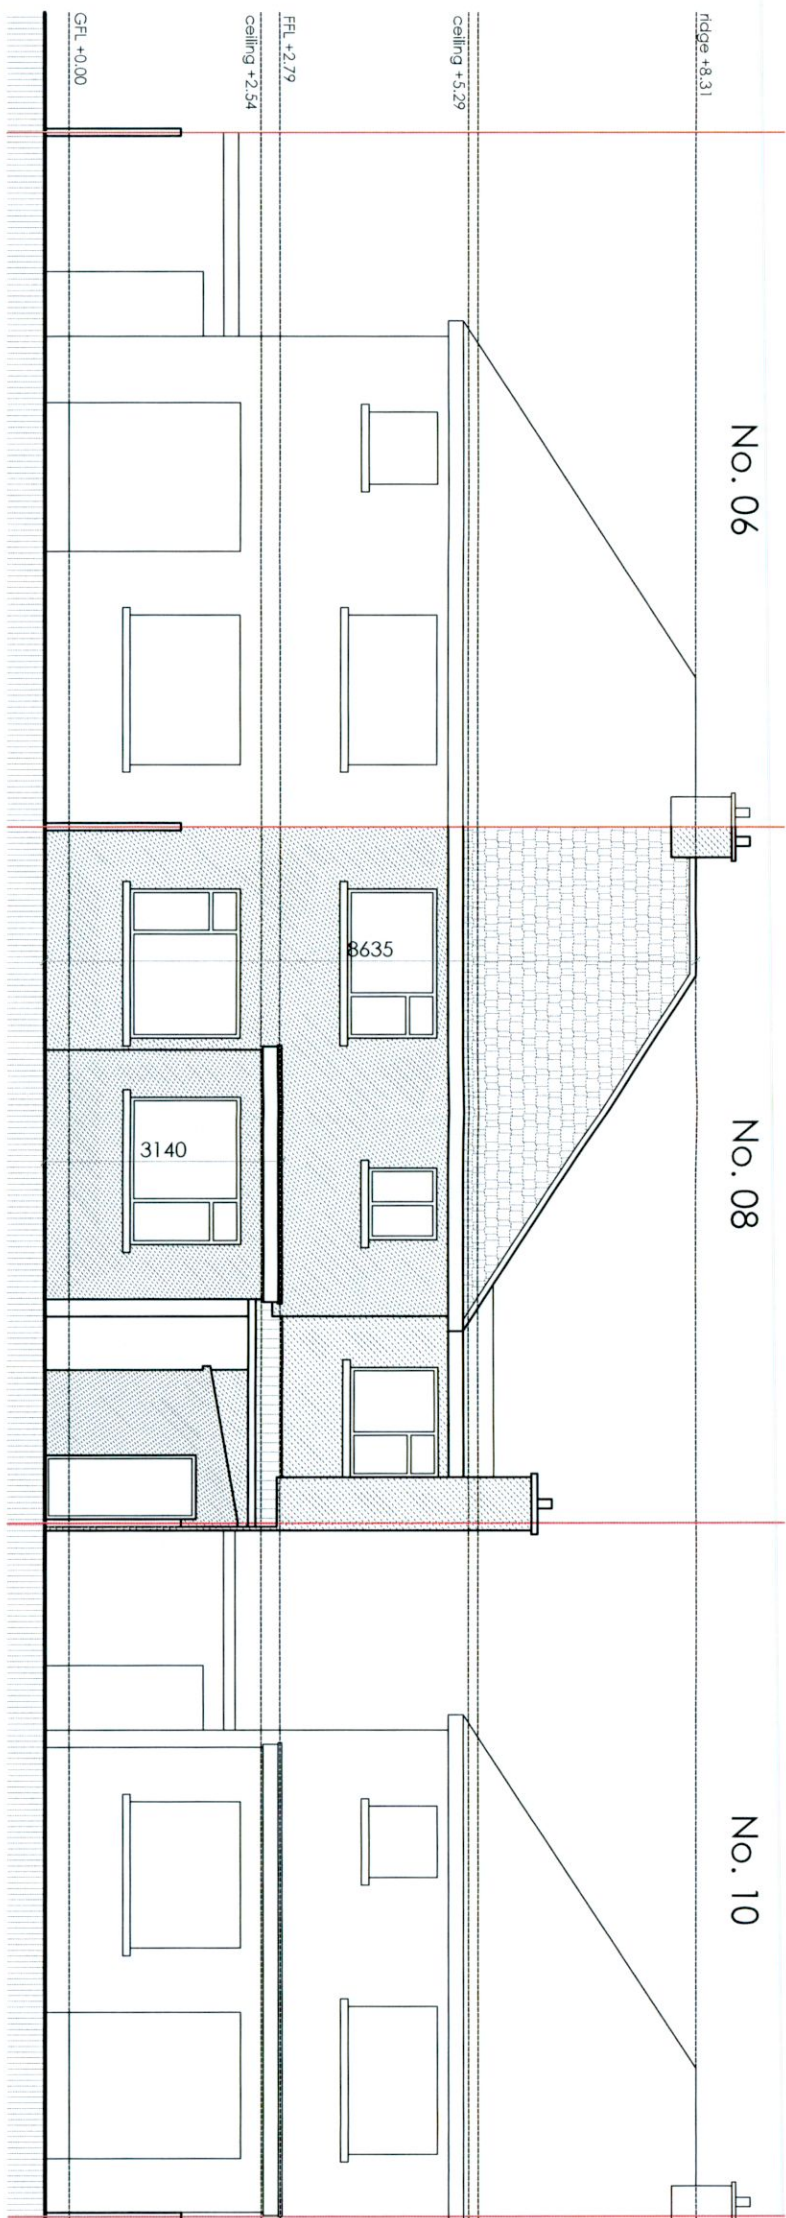 No. 06
No. 08
No. 10
ridge +8.31
ceiling +5.29
FFL +2.79
ceiling +2.54
GFL +0.00
8635
3140